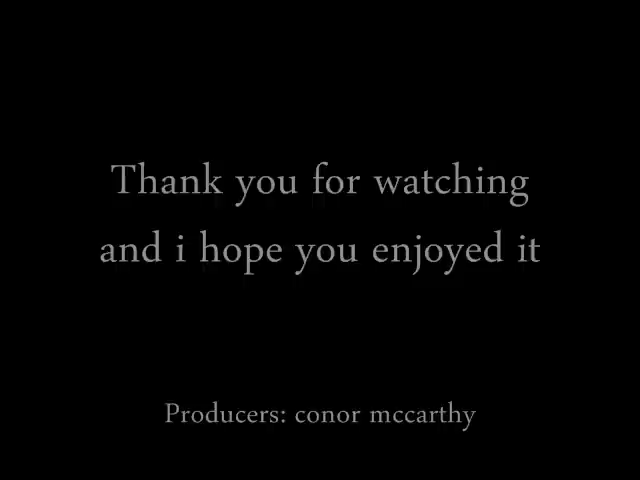 Thank you for watching
and i hope you enjoyed it
Producers: conor mccarthy